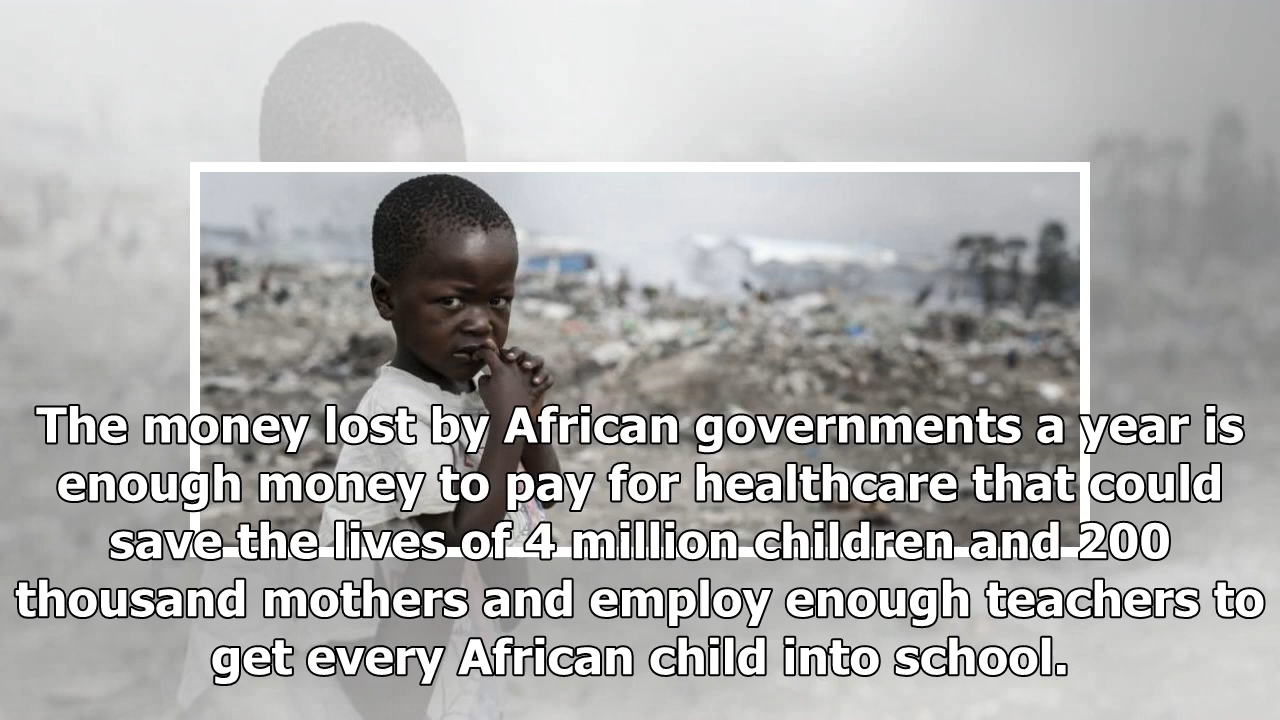 The money lost by African governments a year is
enough money to pay for healthcare that could
save the lives of 4 million children and 200
thousand mothers and employ enough teachers to
get every African child into school.